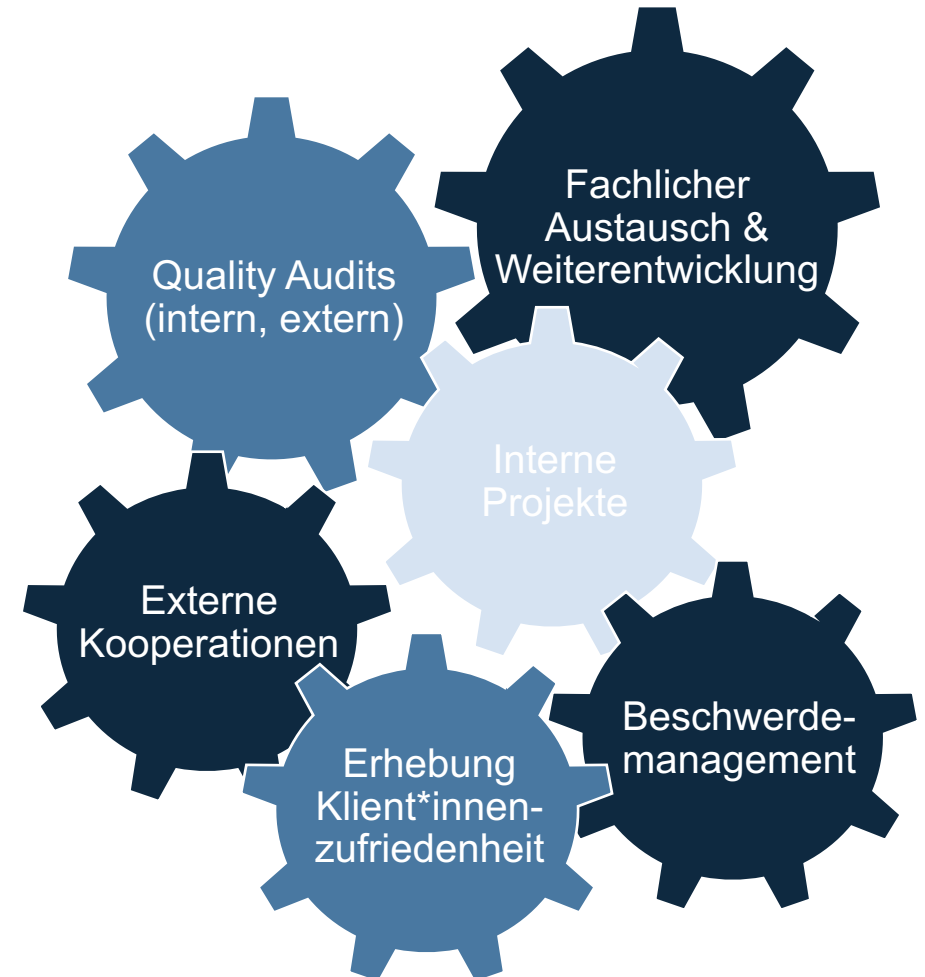 Fachlicher
Austausch &
Weiterentwicklung
Quality Audits
(intern, extern)
Interne
Projekte
Externe
Kooperationen
Beschwerde-
management
Erhebung
Klient*innen-
zufriedenheit